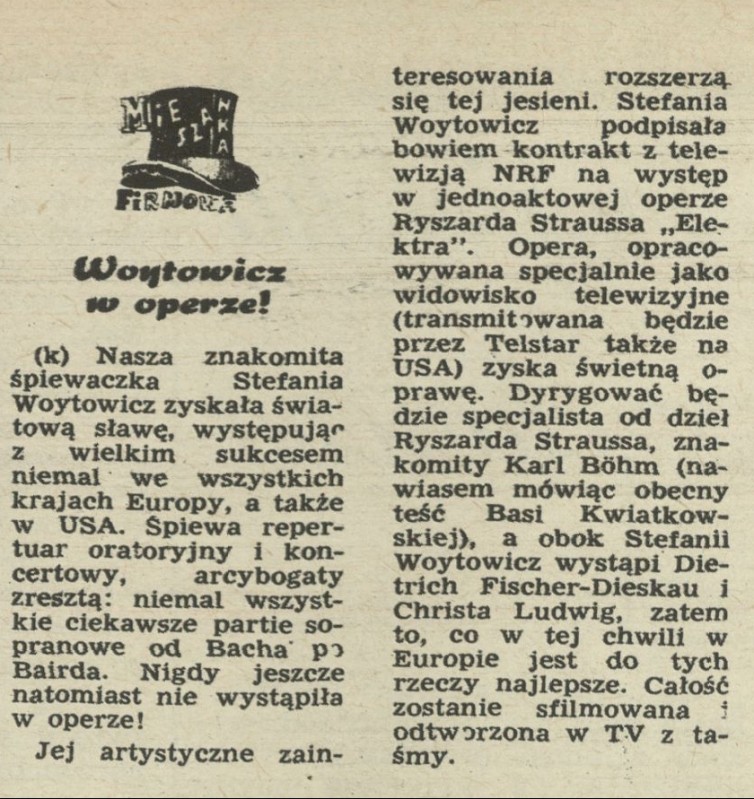 MiESZANKA
FiRMOWA
Woytowicz
w operze!
(k) Nasza znakomita
śpiewaczka Stefania
Woytowicz zyskała świa-
tową sławę, występując
z wielkim sukcesem
niemal we wszystkich
krajach Europy, a także
w USA. Śpiewa reper-
tuar oratoryjny i kon-
certowy, arcybogaty
zresztą: niemal wszyst-
kie ciekawsze partie so-
pranowe od Bacha po
Bairda. Nigdy jeszcze
natomiast nie wystąpiła
w operze!
Jej artystyczne zain-
teresowania rozszerzą
się tej jesieni. Stefania
Woytowicz podpisała
bowiem kontrakt z tele-
wizją NRF na występ
w jednoaktowej operze
Ryszarda Straussa „Ele-
ktra”. Opera, opraco-
wywana specjalnie jako
widowisko telewizyjne
(transmitowana będzie
przez Telstar także na
USA) zyska świetną o-
prawę. Dyrygować bę-
dzie specjalista od dzieł
Ryszarda Straussa, zna-
komity Karl Böhm (na-
wiasem mówiąc obecny
teść Basi Kwiatkow-
skiej), a obok Stefanii
Woytowicz wystąpi Die-
trich Fischer-Dieskau i
Christa Ludwig, zatem
to, co w tej chwili w
Europie jest do tych
rzeczy najlepsze. Całość
zostanie sfilmowana i
odtworzona w TV z ta-
śmy.